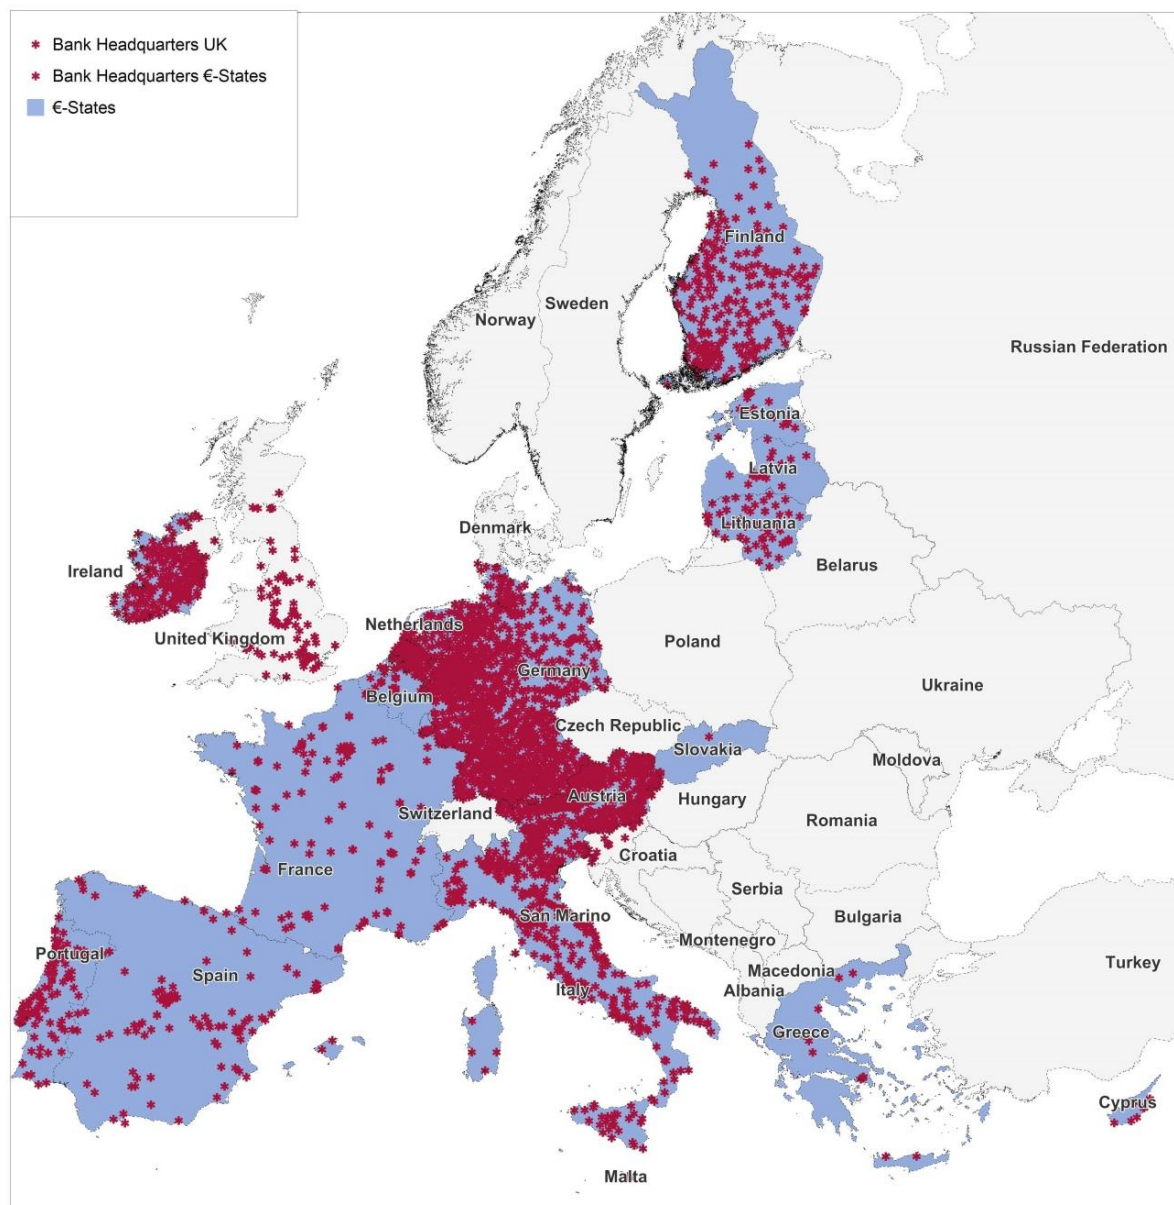 Bank Headquarters UK
Bank Headquarters €-States
€-States
Finland
Sweden
Norway
Russian Federation
Estonia
Latvia
Lithuania
Denmark
Belarus
Ireland
United Kingdom
Netherlands
Poland
Germany
Belgium
Ukraine
Czech Republic
Slovakia
Moldova
Austria
Hungary
Switzerland
Romania
Croatia
France
Serbia
San Marino
Bulgaria
Montenegro
Portugal
Spain
Macedonia
Turkey
Albania
Italy
Greece
Cyprus
Malta